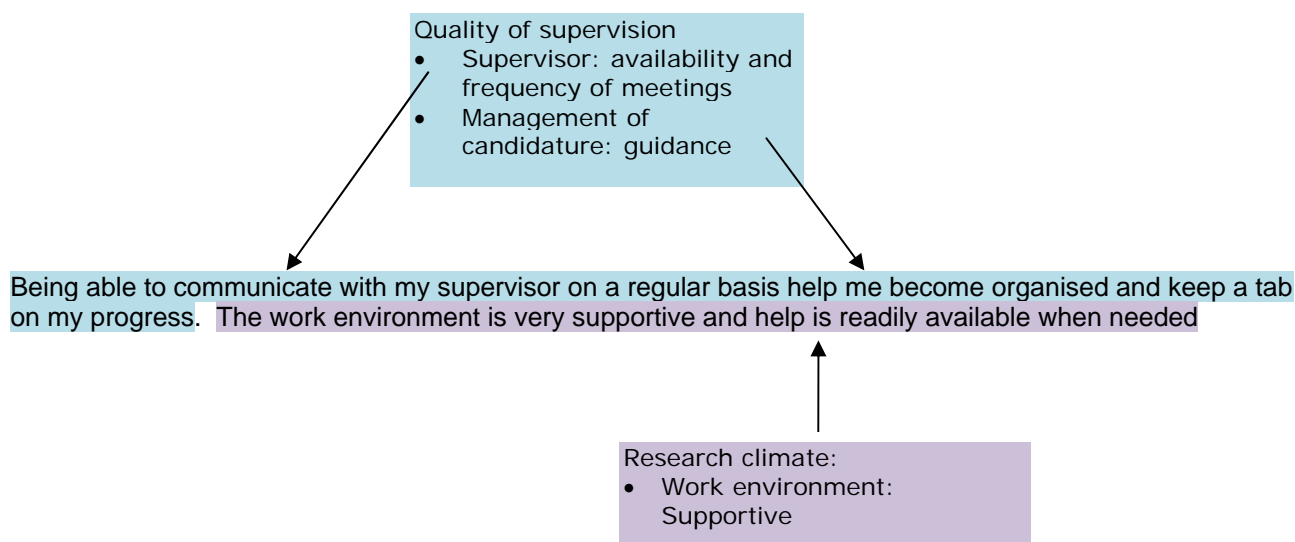 Quality of supervision
• Supervisor: availability and
frequency of meetings
• Management of
candidature: guidance
Being able to communicate with my supervisor on a regular basis help me become organised and keep a tab
on my progress. The work environment is very supportive and help is readily available when needed
Research climate:
• Work environment:
Supportive